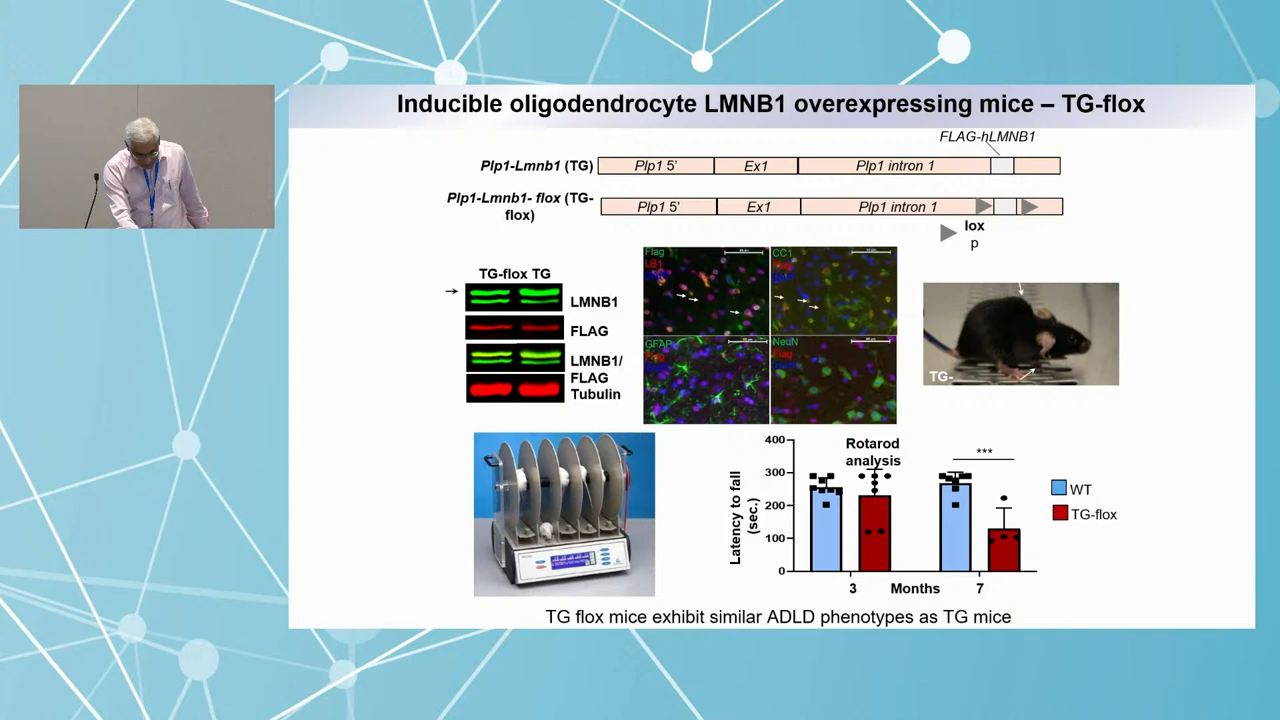 Inducible oligodendrocyte LMNB1 overexpressing mice – TG-flox
FLAG-hLMNB1
Plp1-Lmnb1 (TG)
Plp1 5'
Ex1
Plp1 intron 1
Plp1-Lmnb1- flox (TG-
flox)
Plp1 5'
Ex1
Plp1 intron 1
lox
p
TG-flox TG
LMNB1
FLAG
LMNB1/
FLAG
Tubulin
Flag
LB1
CC1
Flag
GFAP
Flag
NeuN
Flag
TG-
Rotarod
analysis
***
Latency to fall
(sec.)
400
300
200
100
0
3
Months
7
WT
TG-flox
TG flox mice exhibit similar ADLD phenotypes as TG mice